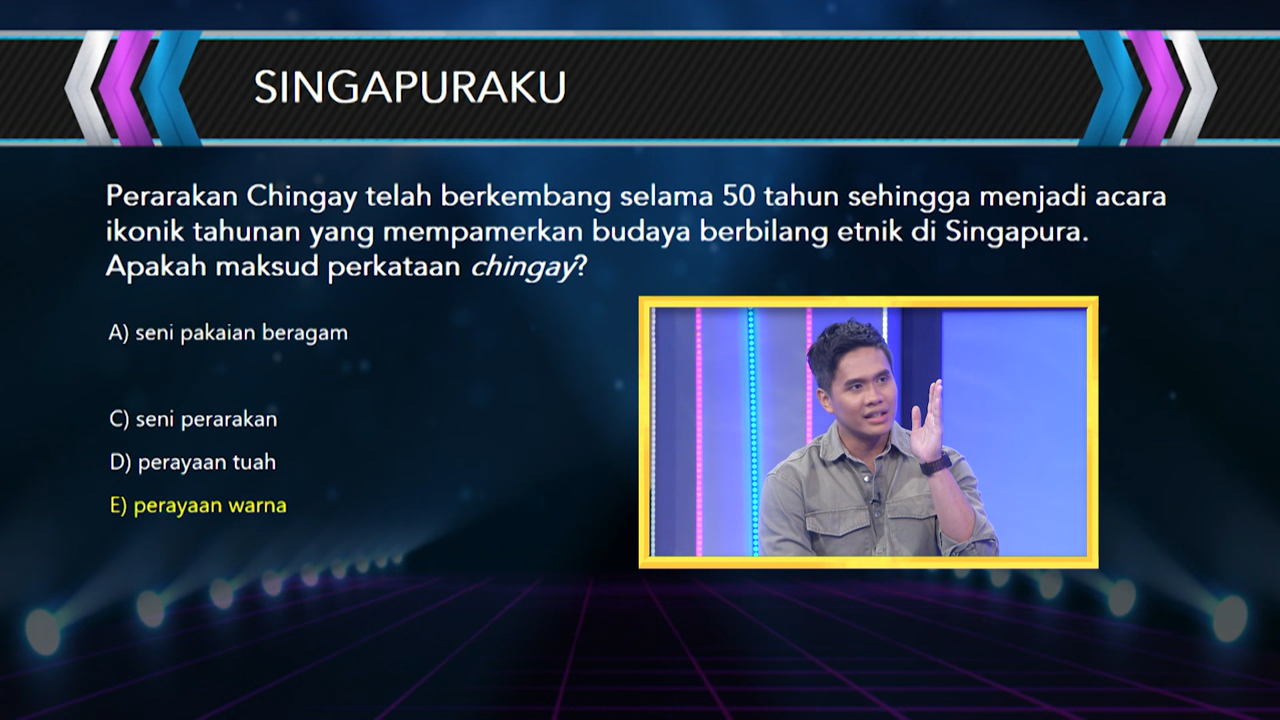 SINGAPURAKU
Perarakan Chingay telah berkembang selama 50 tahun sehingga menjadi acara
ikonik tahunan yang mempamerkan budaya berbilang etnik di Singapura.
Apakah maksud perkataan chingay?
A) seni pakaian beragam
C) seni perarakan
D) perayaan tuah
E) perayaan warna